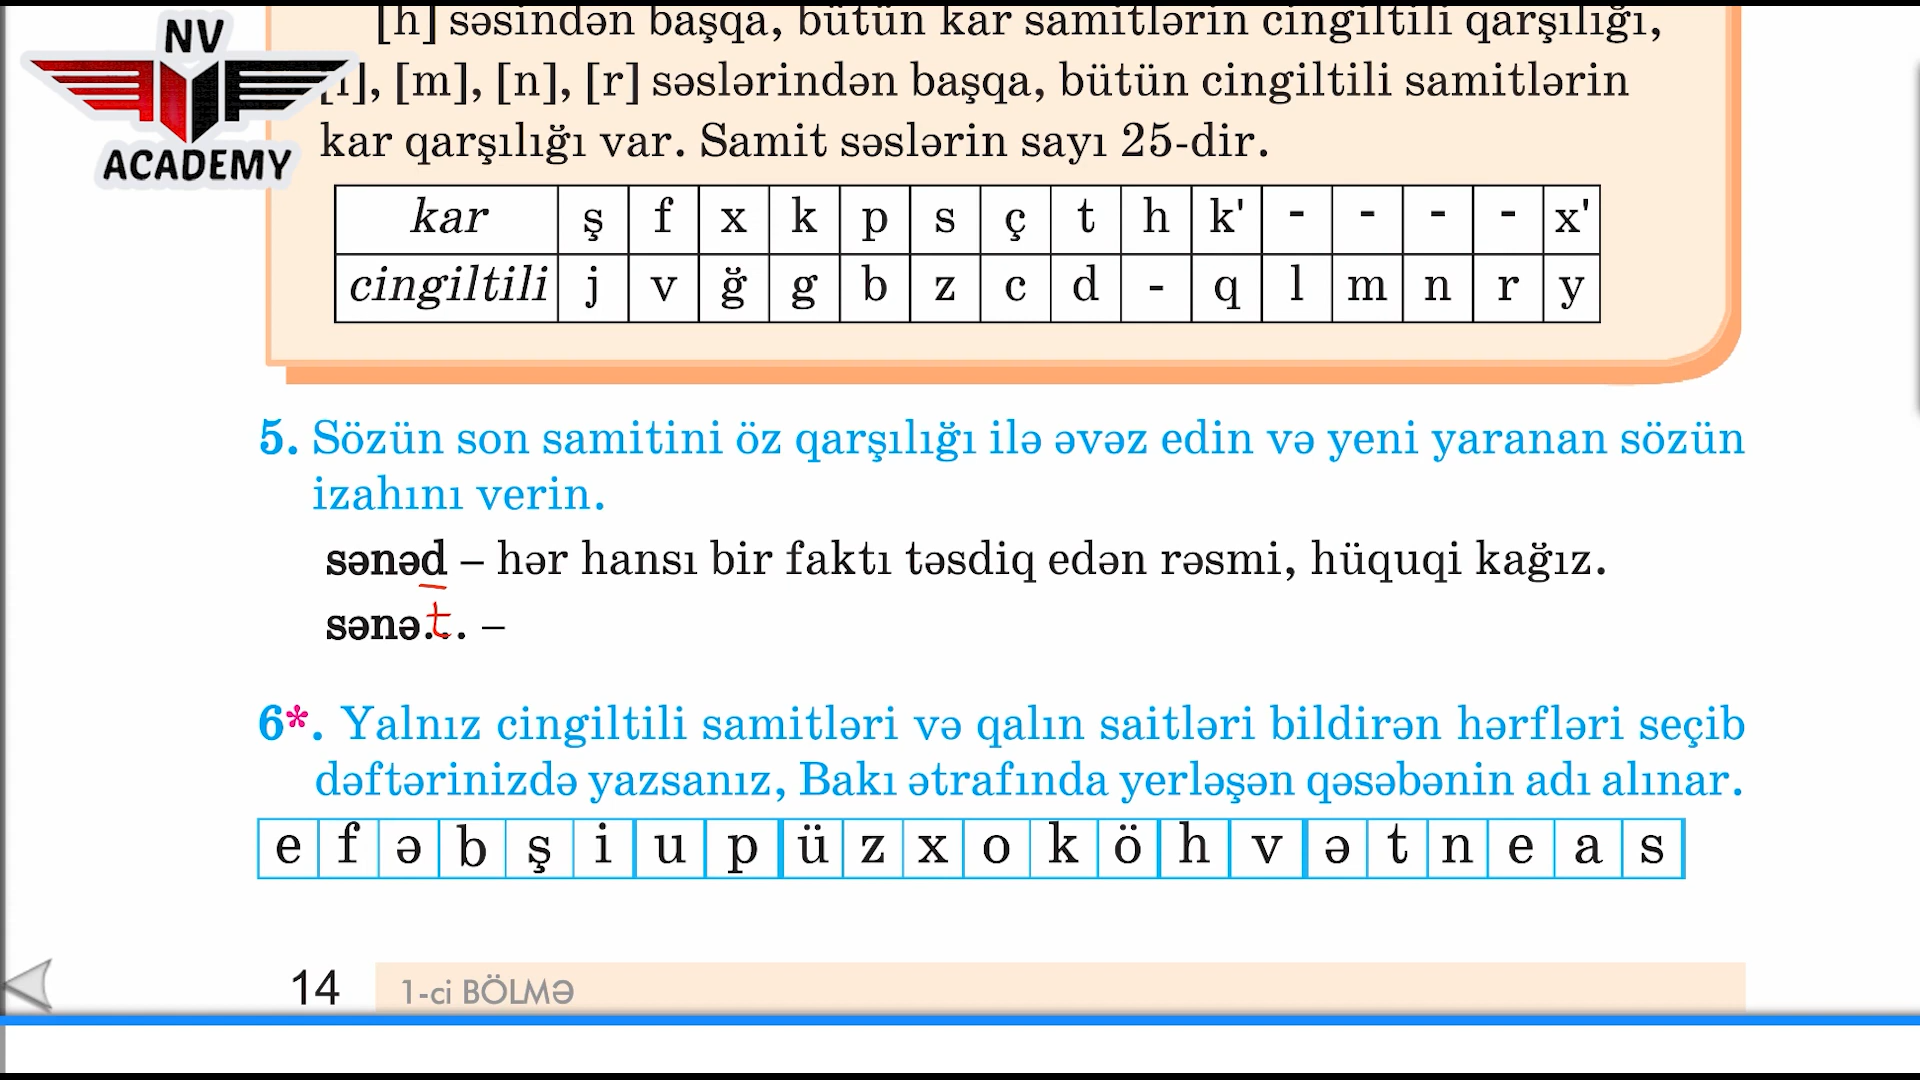 NV
ACADEMY
[h] səsindən başqa, bütün kar samitlərin cingiltili qarşılığı,
[l], [m], [n], [r] səslərindən başqa, bütün cingiltili samitlərin
kar qarşılığı var. Samit səslərin sayı 25-dir.
kar ş f x k p s ç t h k' - - - - x'
cingiltili j v ğ g b z c d - q l m n r y
5. Sözün son samitini öz qarşılığı ilə əvəz edin və yeni yaranan sözün
izahını verin.
sənəd – hər hansı bir faktı təsdiq edən rəsmi, hüquqi kağız.
sənət... –
6*. Yalnız cingiltili samitləri və qalın saitləri bildirən hərfləri seçib
dəftərinizdə yazsanız, Bakı ətrafında yerləşən qəsəbənin adı alınar.
e f ə b ş i u p ü z x o k ö h v ə t n e a s
14 1-ci BÖLMƏ